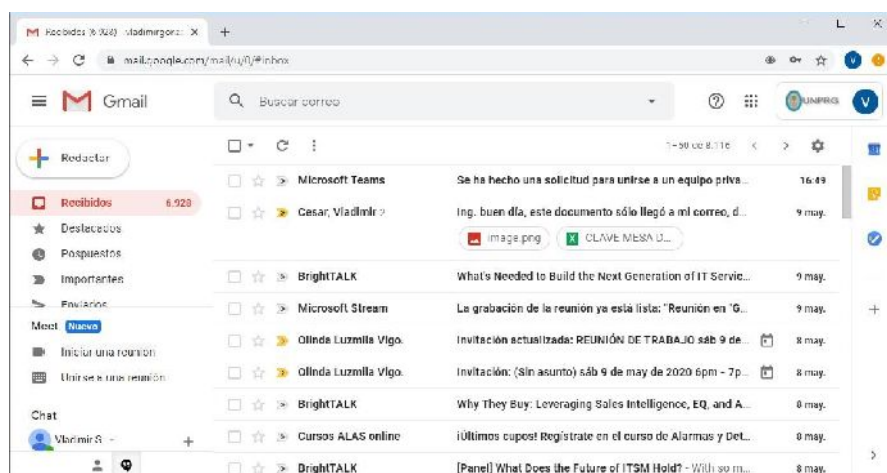 Recibidos (6.928) - vladimirgonz: X
mail.google.com/mail/u/0/#inbox
V
Gmail
Buscar correo
UNPRG
V
Redactar
1–50 de 8.116
Recibidos 6.928
Destacados
Pospuestos
Importantes
Enviados
Meet Nuevo
Iniciar una reunión
Unirse a una reunión
Chat
Vladimir S
Microsoft Teams Se ha hecho una solicitud para unirse a un equipo priva... 16:49
Cesar, Vladimir 2 Ing. buen día, este documento sólo llegó a mi correo, d... 9 may.
image.png CLAVE MESA D...
BrightTALK What's Needed to Build the Next Generation of IT Servic... 9 may.
Microsoft Stream La grabación de la reunión ya está lista: "Reunión en "G... 9 may.
Olinda Luzmila Vigo. Invitación actualizada: REUNIÓN DE TRABAJO sáb 9 de... 8 may.
Olinda Luzmila Vigo. Invitación: (Sin asunto) sáb 9 de may de 2020 6pm - 7p... 8 may.
BrightTALK Why They Buy: Leveraging Sales Intelligence, EQ, and A... 8 may.
Cursos ALAS online ¡Últimos cupos! Regístrate en el curso de Alarmas y Det... 8 may.
BrightTALK [Panel] What Does the Future of ITSM Hold? - With so m... 8 may.